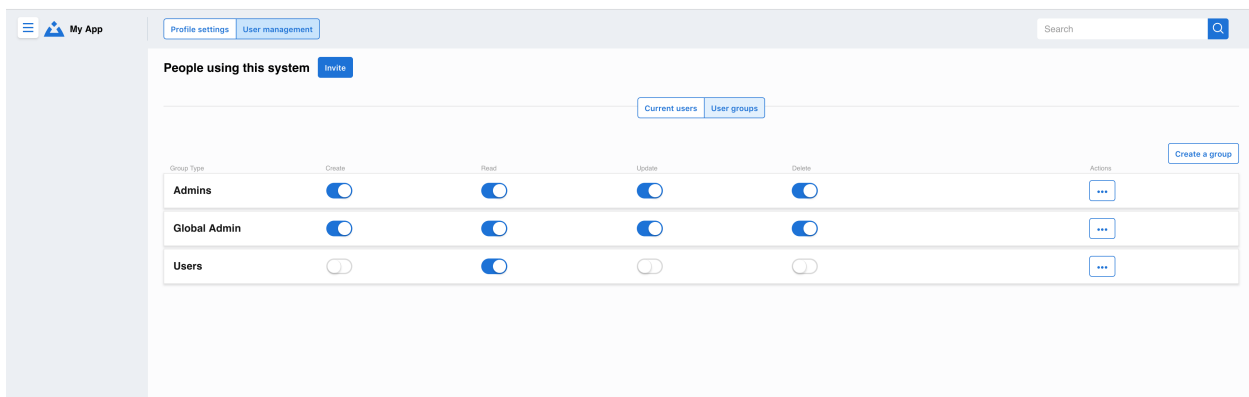 My App
Profile settings User management
Search
People using this system Invite
Current users User groups
Create a group
Group Type Create Read Update Delete Actions
Admins
Global Admin
Users